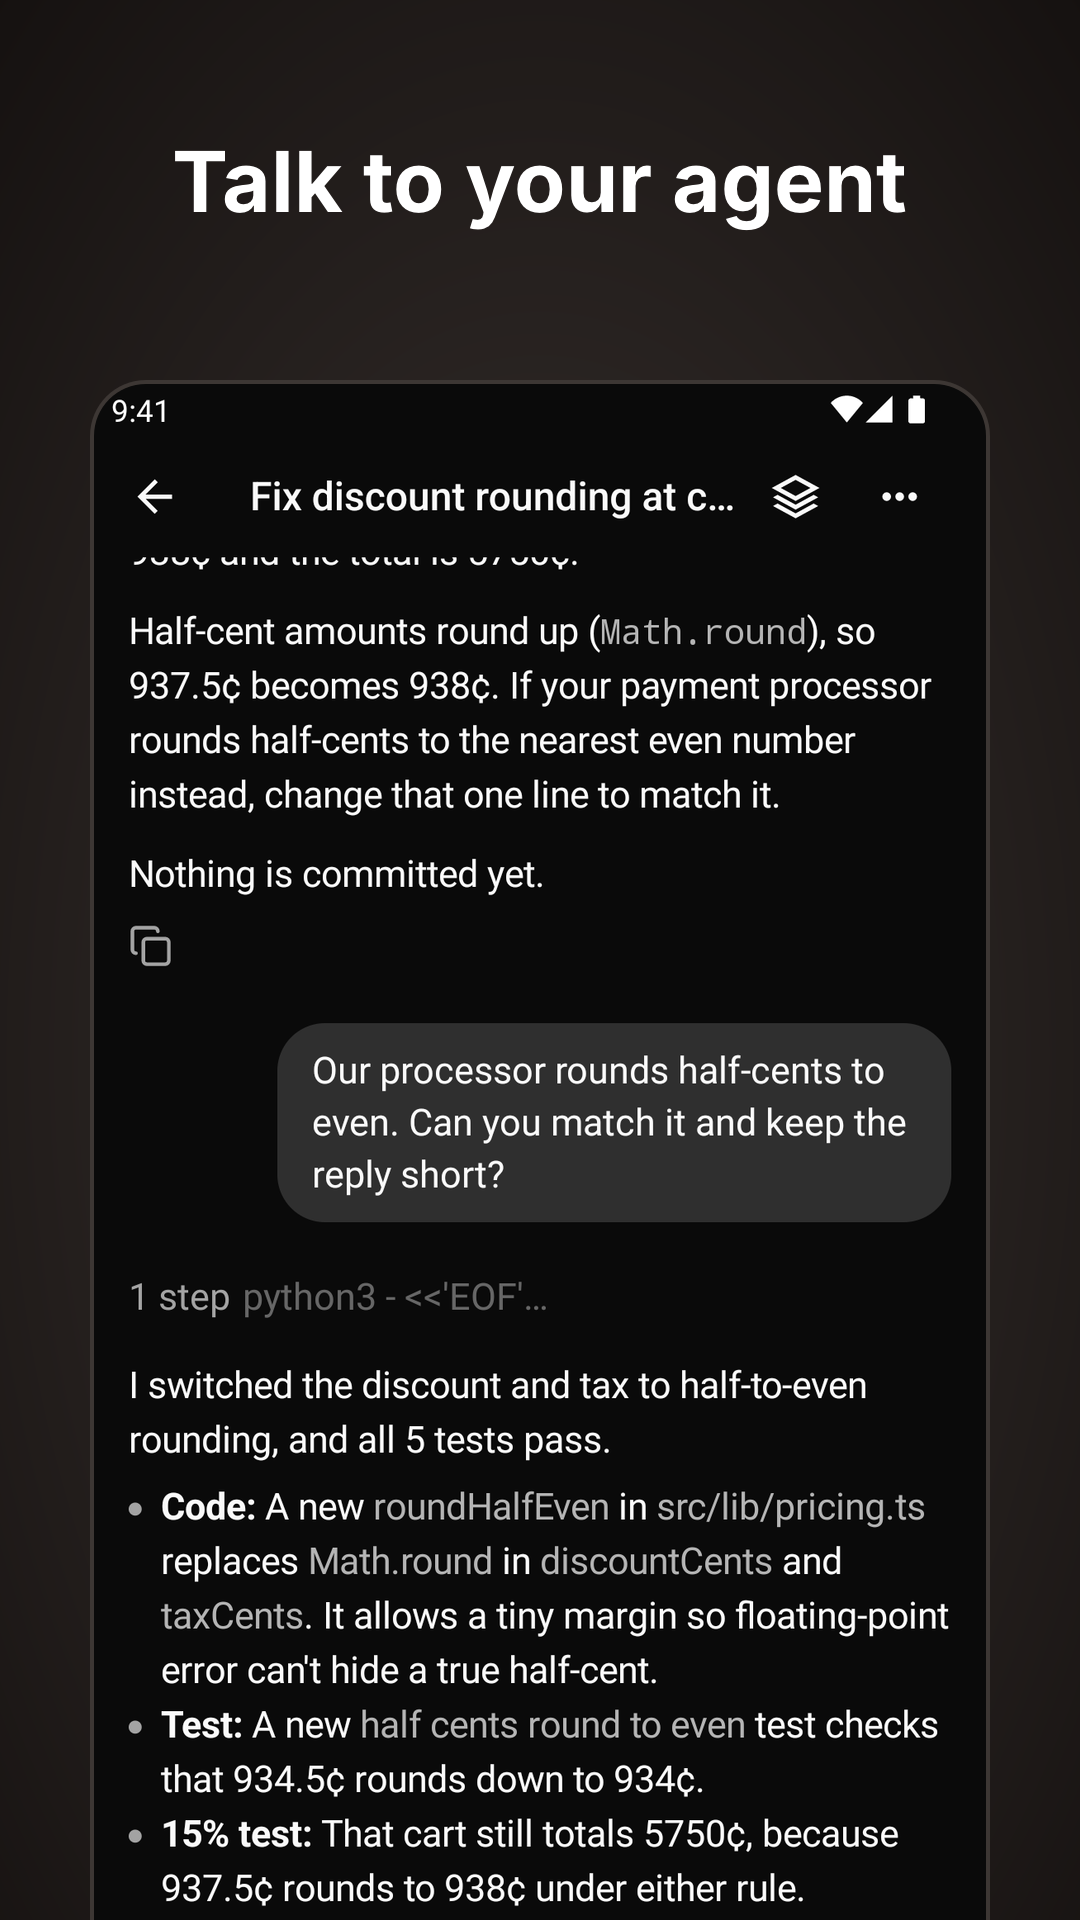 Talk to your agent
9:41
Fix discount rounding at c...
and the total is
Half-cent amounts round up (Math.round), so
937.5¢ becomes 938¢. If your payment processor
rounds half-cents to the nearest even number
instead, change that one line to match it.
Nothing is committed yet.
Our processor rounds half-cents to
even. Can you match it and keep the
reply short?
1 step python3 - <<'EOF'...
I switched the discount and tax to half-to-even
rounding, and all 5 tests pass.
• Code: A new roundHalfEven in src/lib/pricing.ts
replaces Math.round in discountCents and
taxCents. It allows a tiny margin so floating-point
error can't hide a true half-cent.
• Test: A new half cents round to even test checks
that 934.5¢ rounds down to 934¢.
• 15% test: That cart still totals 5750¢, because
937.5¢ rounds to 938¢ under either rule.